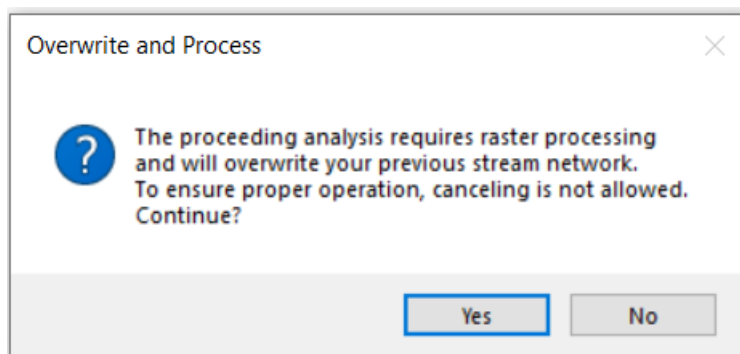 Overwrite and Process
The proceeding analysis requires raster processing
and will overwrite your previous stream network.
To ensure proper operation, canceling is not allowed.
Continue?
Yes
No